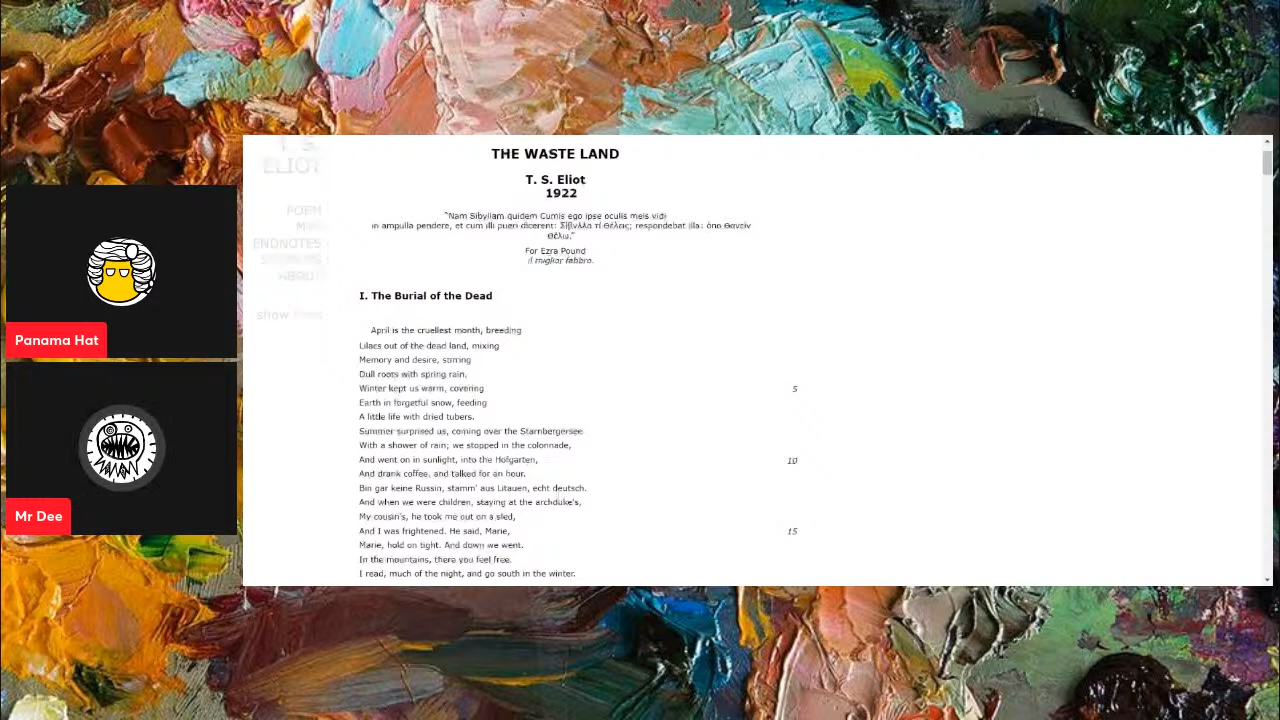 T. S.
ELIOT
POEM
ENDNOTES
ABOUT
show
THE WASTE LAND
T. S. Eliot
1922
"Nam Sibyllam quidem Cumis ego ipse oculis meis vidi
in ampulla pendere, et cum illi pueri dicerent: Σίβυλλα τί θέλεις; respondebat illa: άπο θανείν
θέλω."
For Ezra Pound
il miglior fabbro.
I. The Burial of the Dead
April is the cruellest month, breeding
Lilacs out of the dead land, mixing
Memory and desire, stirring
Dull roots with spring rain.
Winter kept us warm, covering 5
Earth in forgetful snow, feeding
A little life with dried tubers.
Summer surprised us, coming over the Starnbergersee
With a shower of rain; we stopped in the colonnade,
And went on in sunlight, into the Hofgarten, 10
And drank coffee, and talked for an hour.
Bin gar keine Russin, stamm' aus Litauen, echt deutsch.
And when we were children, staying at the archduke's,
My cousin's, he took me out on a sled,
And I was frightened. He said, Marie, 15
Marie, hold on tight. And down we went.
In the mountains, there you feel free.
I read, much of the night, and go south in the winter.
Panama Hat
Mr Dee